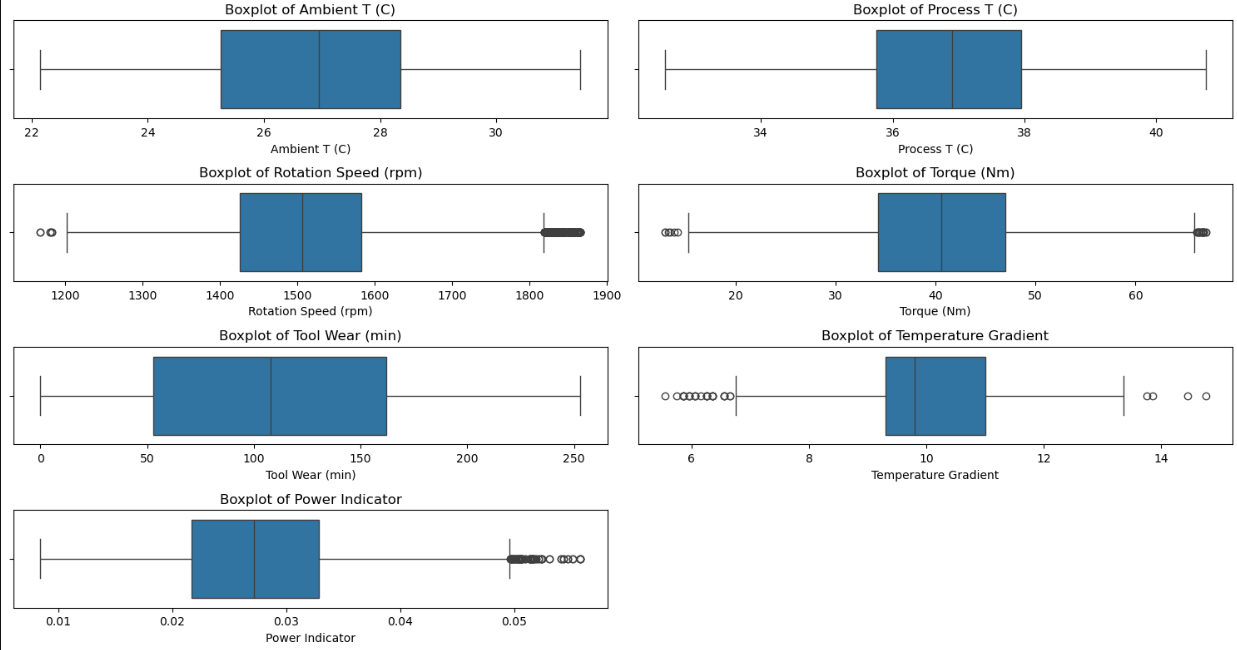 Boxplot of Ambient T (C)
22 24 26 28 30
Ambient T (C)
Boxplot of Process T (C)
34 36 38 40
Process T (C)
Boxplot of Rotation Speed (rpm)
1200 1300 1400 1500 1600 1700 1800 1900
Rotation Speed (rpm)
Boxplot of Torque (Nm)
20 30 40 50 60
Torque (Nm)
Boxplot of Tool Wear (min)
0 50 100 150 200 250
Tool Wear (min)
Boxplot of Temperature Gradient
6 8 10 12 14
Temperature Gradient
Boxplot of Power Indicator
0.01 0.02 0.03 0.04 0.05
Power Indicator